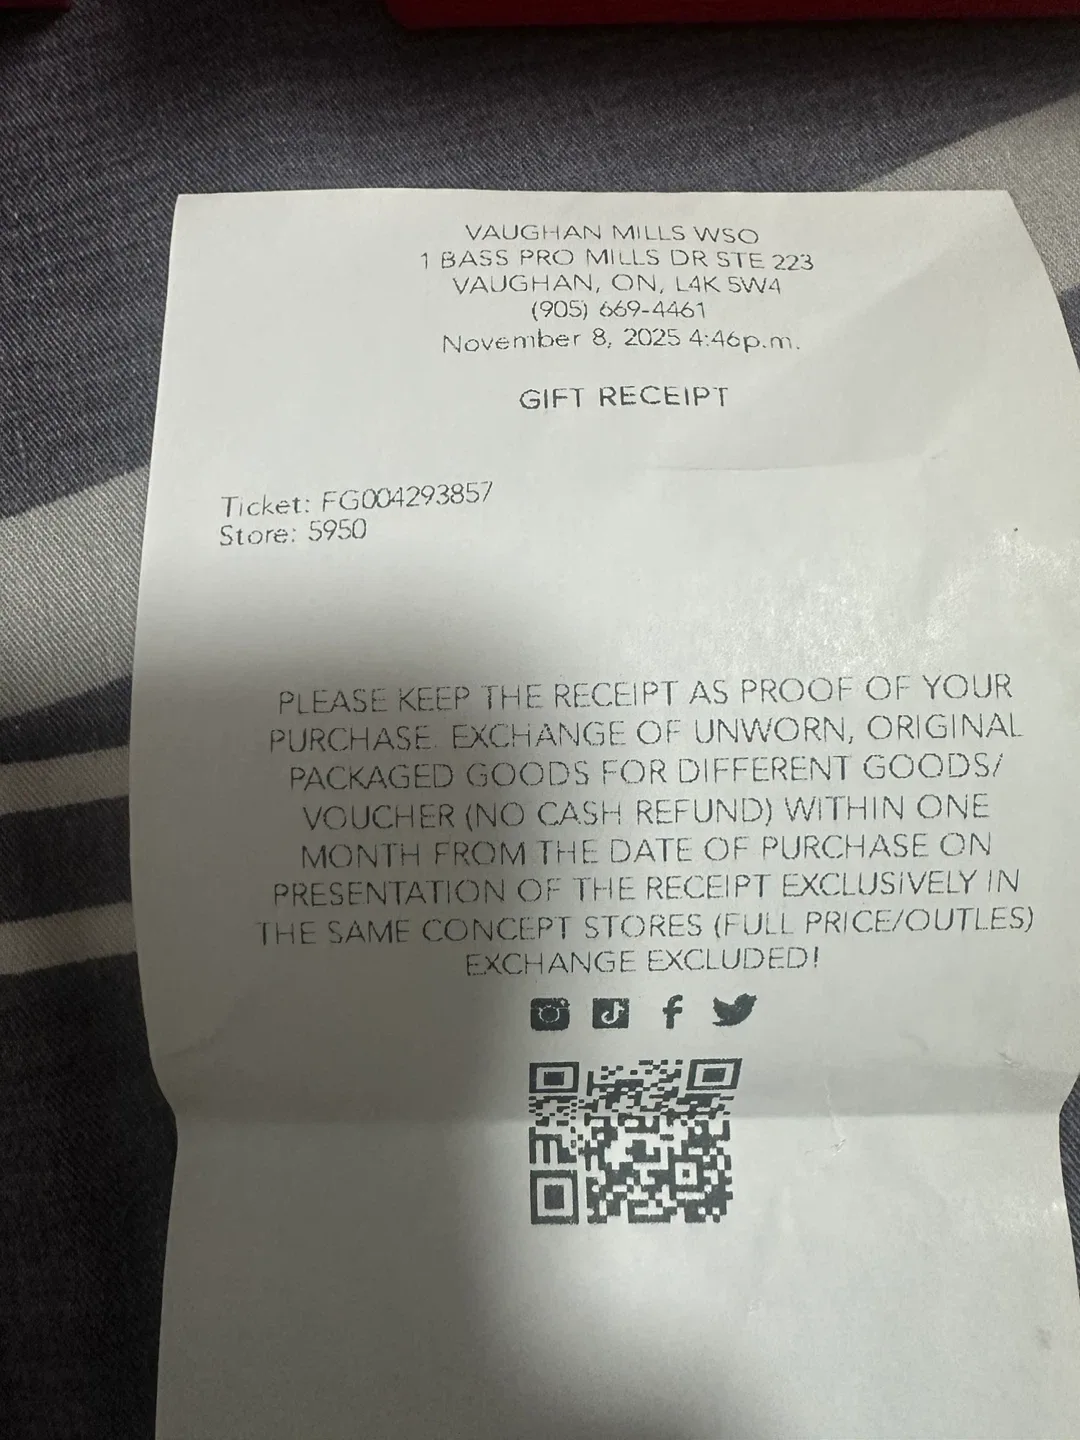 VAUGHAN MILLS WSO
1 BASS PRO MILLS DR STE 223
VAUGHAN, ON, L4K 5W4
(905) 669-4461
November 8, 2025 4:46p.m.
GIFT RECEIPT
Ticket: FG004293857
Store: 5950
PLEASE KEEP THE RECEIPT AS PROOF OF YOUR
PURCHASE. EXCHANGE OF UNWORN, ORIGINAL
PACKAGED GOODS FOR DIFFERENT GOODS/
VOUCHER (NO CASH REFUND) WITHIN ONE
MONTH FROM THE DATE OF PURCHASE ON
PRESENTATION OF THE RECEIPT EXCLUSIVELY IN
THE SAME CONCEPT STORES (FULL PRICE/OUTLES)
EXCHANGE EXCLUDED!